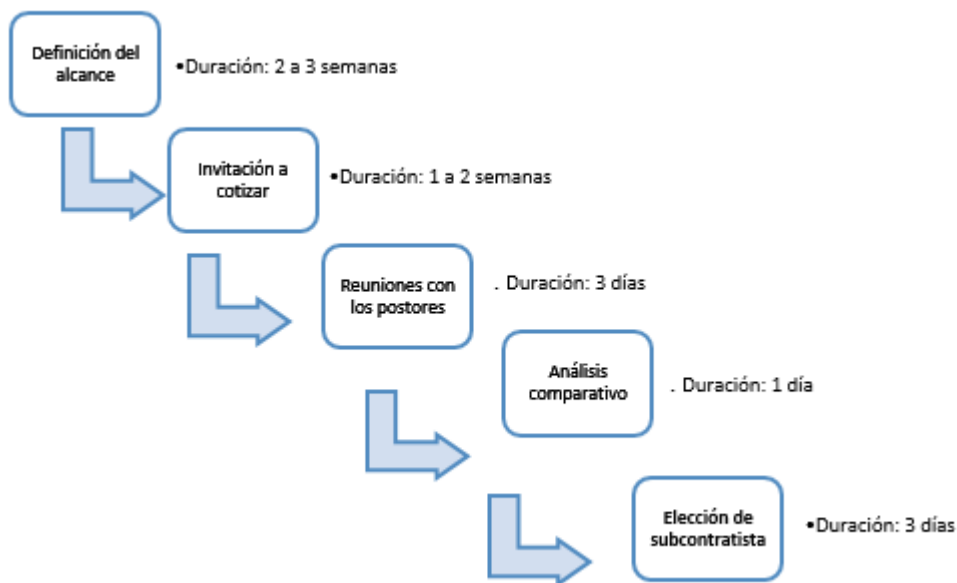 Definición del
alcance
•Duración: 2 a 3 semanas
Invitación a
cotizar
•Duración: 1 a 2 semanas
Reuniones con
los postores
. Duración: 3 días
Análisis
comparativo
. Duración: 1 día
Elección de
subcontratista
•Duración: 3 días